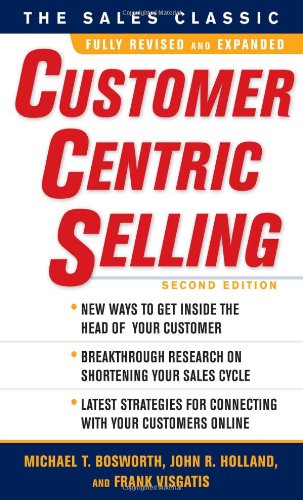 THE SALES CLASSIC
FULLY REVISED AND EXPANDED
CUSTOMER
CENTRIC
SELLING
SECOND EDITION
• NEW WAYS TO GET INSIDE THE
HEAD OF YOUR CUSTOMER
• BREAKTHROUGH RESEARCH ON
SHORTENING YOUR SALES CYCLE
• LATEST STRATEGIES FOR CONNECTING
WITH YOUR CUSTOMERS ONLINE
MICHAEL T. BOSWORTH, JOHN R. HOLLAND,
AND FRANK VISGATIS